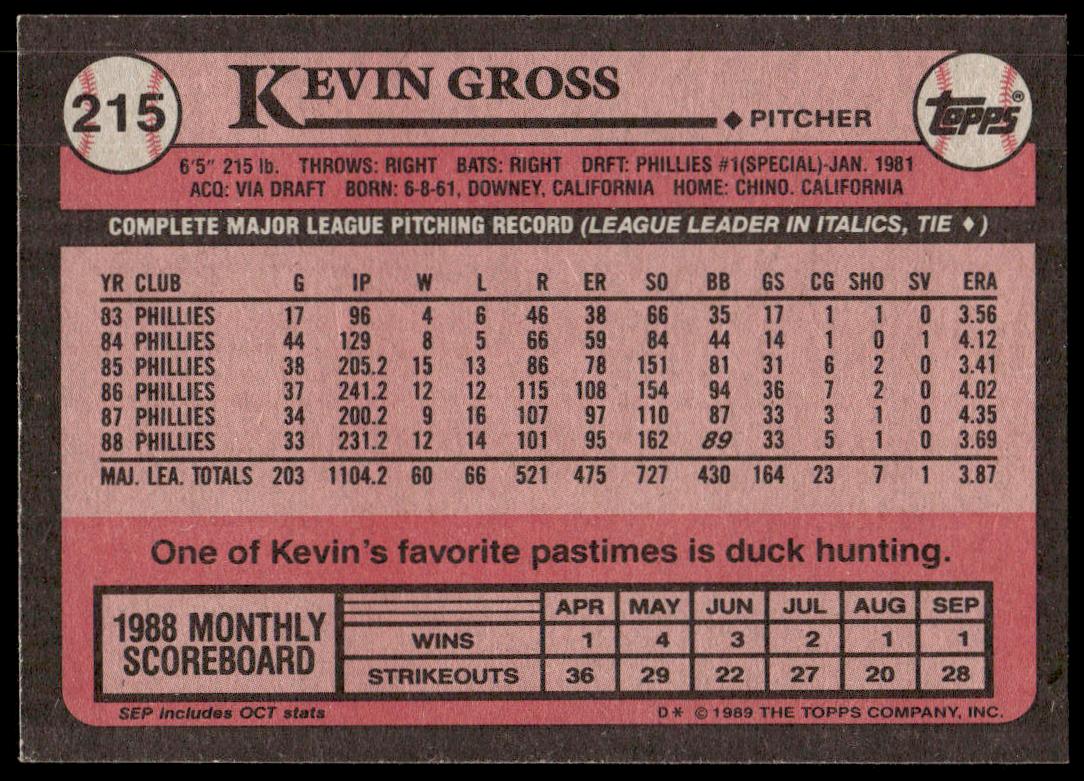 215
KEVIN GROSS
◆ PITCHER
TOPPS®
6'5" 215 lb. THROWS: RIGHT BATS: RIGHT DRFT: PHILLIES #1(SPECIAL)-JAN. 1981
ACQ: VIA DRAFT BORN: 6-8-61, DOWNEY, CALIFORNIA HOME: CHINO. CALIFORNIA
COMPLETE MAJOR LEAGUE PITCHING RECORD (LEAGUE LEADER IN ITALICS, TIE ♦ )
YR CLUB G IP W L R ER SO BB GS CG SHO SV ERA
83 PHILLIES 17 96 4 6 46 38 66 35 17 1 1 0 3.56
84 PHILLIES 44 129 8 5 66 59 84 44 14 1 0 1 4.12
85 PHILLIES 38 205.2 15 13 86 78 151 81 31 6 2 0 3.41
86 PHILLIES 37 241.2 12 12 115 108 154 94 36 7 2 0 4.02
87 PHILLIES 34 200.2 9 16 107 97 110 87 33 3 1 0 4.35
88 PHILLIES 33 231.2 12 14 101 95 162 89 33 5 1 0 3.69
MAJ. LEA. TOTALS 203 1104.2 60 66 521 475 727 430 164 23 7 1 3.87
One of Kevin's favorite pastimes is duck hunting.
1988 MONTHLY
SCOREBOARD
APR MAY JUN JUL AUG SEP
WINS 1 4 3 2 1 1
STRIKEOUTS 36 29 22 27 20 28
SEP includes OCT stats
D* © 1989 THE TOPPS COMPANY, INC.